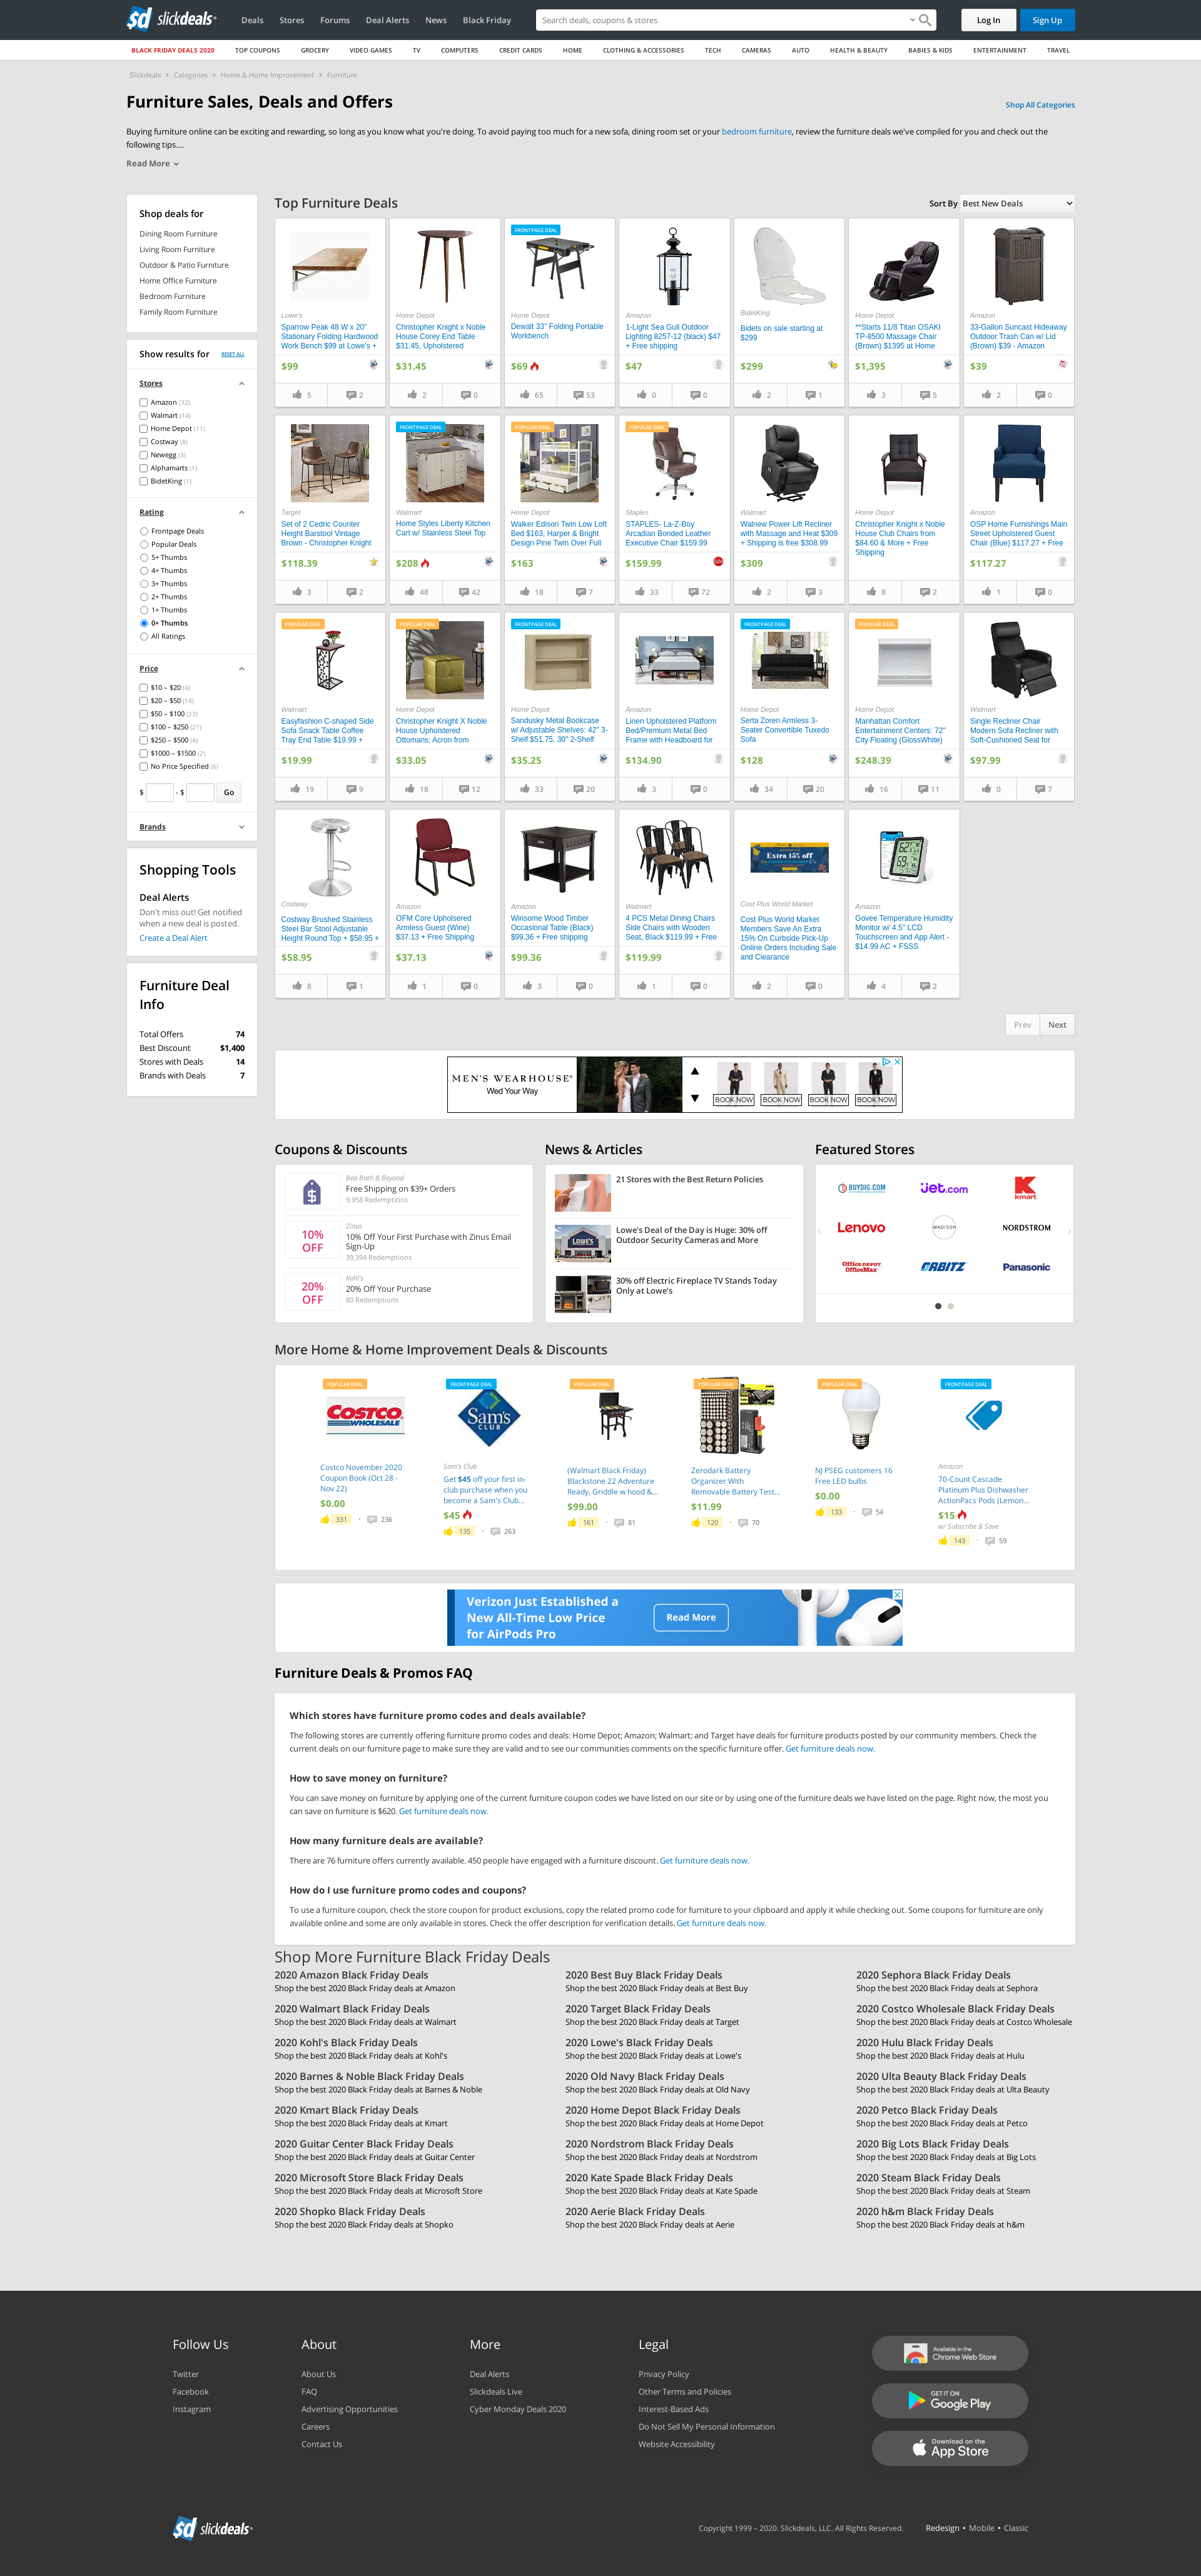 slickdeals
Deals
Stores
Forums
Deal Alerts
News
Black Friday
Search deals, coupons & stores
Log In
Sign Up
BLACK FRIDAY DEALS 2020
TOP COUPONS
GROCERY
VIDEO GAMES
TV
COMPUTERS
CREDIT CARDS
HOME
CLOTHING & ACCESSORIES
TECH
CAMERAS
AUTO
HEALTH & BEAUTY
BABIES & KIDS
ENTERTAINMENT
TRAVEL
Slickdeals › Categories › Home & Home Improvement › Furniture
Furniture Sales, Deals and Offers
Shop All Categories
Buying furniture online can be exciting and rewarding, so long as you know what you're doing. To avoid paying too much for a new sofa, dining room set or your bedroom furniture, review the furniture deals we've compiled for you and check out the
following tips....
Read More
Shop deals for
Dining Room Furniture
Living Room Furniture
Outdoor & Patio Furniture
Home Office Furniture
Bedroom Furniture
Family Room Furniture
Show results for
RESET ALL
Stores
Amazon (32)
Walmart (14)
Home Depot (11)
Costway (8)
Newegg (3)
Alphamarts (1)
BidetKing (1)
Rating
Frontpage Deals
Popular Deals
5+ Thumbs
4+ Thumbs
3+ Thumbs
2+ Thumbs
1+ Thumbs
0+ Thumbs
All Ratings
Price
$10 – $20 (4)
$20 – $50 (14)
$50 – $100 (23)
$100 – $250 (21)
$250 – $500 (4)
$1000 – $1500 (2)
No Price Specified (6)
$ - $ Go
Brands
Shopping Tools
Deal Alerts
Don't miss out! Get notified
when a new deal is posted.
Create a Deal Alert
Furniture Deal
Info
Total Offers 74
Best Discount $1,400
Stores with Deals 14
Brands with Deals 7
Top Furniture Deals
Sort By Best New Deals
Lowe's
Sparrow Peak 48 W x 20"
Stationary Folding Hardwood
Work Bench $99 at Lowe's +
$99
5 2
Home Depot
Christopher Knight x Noble
House Corey End Table
$31.45, Upholstered
$31.45
2 0
FRONTPAGE DEAL
Home Depot
Dewalt 33" Folding Portable
Workbench
$69
65 53
Amazon
1-Light Sea Gull Outdoor
Lighting 8257-12 (black) $47
+ Free shipping
$47
0 0
BidetKing
Bidets on sale starting at
$299
$299
2 1
Home Depot
**Starts 11/8 Titan OSAKI
TP-8500 Massage Chair
(Brown) $1395 at Home
$1,395
3 5
Amazon
33-Gallon Suncast Hideaway
Outdoor Trash Can w/ Lid
(Brown) $39 - Amazon
$39
2 0
Target
Set of 2 Cedric Counter
Height Barstool Vintage
Brown - Christopher Knight
$118.39
3 2
FRONTPAGE DEAL
Walmart
Home Styles Liberty Kitchen
Cart w/ Stainless Steel Top
$208
48 42
POPULAR DEAL
Home Depot
Walker Edison Twin Low Loft
Bed $163, Harper & Bright
Design Pine Twin Over Full
$163
18 7
POPULAR DEAL
Staples
STAPLES- La-Z-Boy
Arcadian Bonded Leather
Executive Chair $159.99
$159.99
33 72
Walmart
Walnew Power Lift Recliner
with Massage and Heat $309
+ Shipping is free $308.99
$309
2 3
Home Depot
Christopher Knight x Noble
House Club Chairs from
$84.60 & More + Free
Shipping
8 2
Amazon
OSP Home Furnishings Main
Street Upholstered Guest
Chair (Blue) $117.27 + Free
$117.27
1 0
POPULAR DEAL
Walmart
Easyfashion C-shaped Side
Sofa Snack Table Coffee
Tray End Table $19.99 +
$19.99
19 9
POPULAR DEAL
Home Depot
Christopher Knight X Noble
House Upholstered
Ottomans: Acron from
$33.05
18 12
FRONTPAGE DEAL
Home Depot
Sandusky Metal Bookcase
w/ Adjustable Shelves: 42" 3-
Shelf $51.75, 30" 2-Shelf
$35.25
33 20
Amazon
Linen Upholstered Platform
Bed/Premium Metal Bed
Frame with Headboard for
$134.90
3 0
FRONTPAGE DEAL
Home Depot
Serta Zoren Armless 3-
Seater Convertible Tuxedo
Sofa
$128
34 20
POPULAR DEAL
Home Depot
Manhattan Comfort
Entertainment Centers: 72"
City Floating (GlossWhite)
$248.39
16 11
Walmart
Single Recliner Chair
Modern Sofa Recliner with
Soft-Cushioned Seat for
$97.99
0 7
Costway
Costway Brushed Stainless
Steel Bar Stool Adjustable
Height Round Top + $58.95 +
$58.95
8 1
Amazon
OFM Core Upholsered
Armless Guest (Wine)
$37.13 + Free Shipping
$37.13
1 0
Amazon
Winsome Wood Timber
Occasional Table (Black)
$99.36 + Free shipping
$99.36
3 0
Walmart
4 PCS Metal Dining Chairs
Side Chairs with Wooden
Seat, Black $119.99 + Free
$119.99
1 0
Extra 15% off
Cost Plus World Market
Cost Plus World Market
Members Save An Extra
15% On Curbside Pick-Up
Online Orders Including Sale
and Clearance
2 0
Amazon
Govee Temperature Humidity
Monitor w/ 4.5" LCD
Touchscreen and App Alert -
$14.99 AC + FSSS
4 2
Prev Next
MEN'S WEARHOUSE
Wed Your Way
BOOK NOW BOOK NOW BOOK NOW BOOK NOW
Coupons & Discounts
Bed Bath & Beyond
Free Shipping on $39+ Orders
9,958 Redemptions
10%
OFF
Zinus
10% Off Your First Purchase with Zinus Email
Sign-Up
39,394 Redemptions
20%
OFF
Kohl's
20% Off Your Purchase
80 Redemptions
News & Articles
21 Stores with the Best Return Policies
LOWE'S
Lowe's Deal of the Day is Huge: 30% off
Outdoor Security Cameras and More
30% off Electric Fireplace TV Stands Today
Only at Lowe's
Featured Stores
BUYDIG.COM
jet.com
kmart
Lenovo
MADISON
NORDSTROM
Office DEPOT
OfficeMax
ORBITZ
Panasonic
More Home & Home Improvement Deals & Discounts
POPULAR DEAL
COSTCO
WHOLESALE
Costco November 2020
Coupon Book (Oct 28 -
Nov 22)
$0.00
331 · 236
FRONTPAGE DEAL
Sam's
CLUB
Sam's Club
Get $45 off your first in-
club purchase when you
become a Sam's Club...
$45
135 · 263
POPULAR DEAL
(Walmart Black Friday)
Blackstone 22 Adventure
Ready, Griddle w hood &...
$99.00
161 · 81
POPULAR DEAL
Zerodark Battery
Organizer With
Removable Battery Test...
$11.99
120 · 70
POPULAR DEAL
NJ PSEG customers 16
Free LED bulbs
$0.00
133 · 54
FRONTPAGE DEAL
Amazon
70-Count Cascade
Platinum Plus Dishwasher
ActionPacs Pods (Lemon...
$15
w/ Subscribe & Save
143 · 59
Verizon Just Established a
New All-Time Low Price
for AirPods Pro
Read More
Furniture Deals & Promos FAQ
Which stores have furniture promo codes and deals available?
The following stores are currently offering furniture promo codes and deals: Home Depot; Amazon; Walmart; and Target have deals for furniture products posted by our community members. Check the
current deals on our furniture page to make sure they are valid and to see our communities comments on the specific furniture offer. Get furniture deals now.
How to save money on furniture?
You can save money on furniture by applying one of the current furniture coupon codes we have listed on our site or by using one of the furniture deals we have listed on the page. Right now, the most you
can save on furniture is $620. Get furniture deals now.
How many furniture deals are available?
There are 76 furniture offers currently available. 450 people have engaged with a furniture discount. Get furniture deals now.
How do I use furniture promo codes and coupons?
To use a furniture coupon, check the store coupon for product exclusions, copy the related promo code for furniture to your clipboard and apply it while checking out. Some coupons for furniture are only
available online and some are only available in stores. Check the offer description for verification details. Get furniture deals now.
Shop More Furniture Black Friday Deals
2020 Amazon Black Friday Deals
Shop the best 2020 Black Friday deals at Amazon
2020 Best Buy Black Friday Deals
Shop the best 2020 Black Friday deals at Best Buy
2020 Sephora Black Friday Deals
Shop the best 2020 Black Friday deals at Sephora
2020 Walmart Black Friday Deals
Shop the best 2020 Black Friday deals at Walmart
2020 Target Black Friday Deals
Shop the best 2020 Black Friday deals at Target
2020 Costco Wholesale Black Friday Deals
Shop the best 2020 Black Friday deals at Costco Wholesale
2020 Kohl's Black Friday Deals
Shop the best 2020 Black Friday deals at Kohl's
2020 Lowe's Black Friday Deals
Shop the best 2020 Black Friday deals at Lowe's
2020 Hulu Black Friday Deals
Shop the best 2020 Black Friday deals at Hulu
2020 Barnes & Noble Black Friday Deals
Shop the best 2020 Black Friday deals at Barnes & Noble
2020 Old Navy Black Friday Deals
Shop the best 2020 Black Friday deals at Old Navy
2020 Ulta Beauty Black Friday Deals
Shop the best 2020 Black Friday deals at Ulta Beauty
2020 Kmart Black Friday Deals
Shop the best 2020 Black Friday deals at Kmart
2020 Home Depot Black Friday Deals
Shop the best 2020 Black Friday deals at Home Depot
2020 Petco Black Friday Deals
Shop the best 2020 Black Friday deals at Petco
2020 Guitar Center Black Friday Deals
Shop the best 2020 Black Friday deals at Guitar Center
2020 Nordstrom Black Friday Deals
Shop the best 2020 Black Friday deals at Nordstrom
2020 Big Lots Black Friday Deals
Shop the best 2020 Black Friday deals at Big Lots
2020 Microsoft Store Black Friday Deals
Shop the best 2020 Black Friday deals at Microsoft Store
2020 Kate Spade Black Friday Deals
Shop the best 2020 Black Friday deals at Kate Spade
2020 Steam Black Friday Deals
Shop the best 2020 Black Friday deals at Steam
2020 Shopko Black Friday Deals
Shop the best 2020 Black Friday deals at Shopko
2020 Aerie Black Friday Deals
Shop the best 2020 Black Friday deals at Aerie
2020 h&m Black Friday Deals
Shop the best 2020 Black Friday deals at h&m
Follow Us
Twitter
Facebook
Instagram
About
About Us
FAQ
Advertising Opportunities
Careers
Contact Us
More
Deal Alerts
Slickdeals Live
Cyber Monday Deals 2020
Legal
Privacy Policy
Other Terms and Policies
Interest-Based Ads
Do Not Sell My Personal Information
Website Accessibility
Available in the
Chrome Web Store
GET IT ON
Google Play
Download on the
App Store
slickdeals
Copyright 1999 – 2020. Slickdeals, LLC. All Rights Reserved.
Redesign • Mobile • Classic